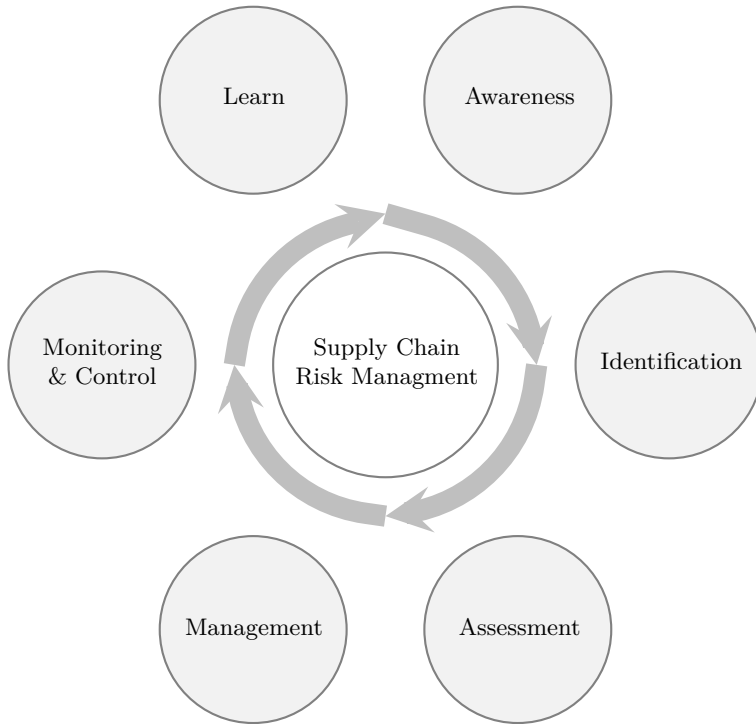 Learn
Awareness
Monitoring
& Control
Supply Chain
Risk Managment
Identification
Management
Assessment